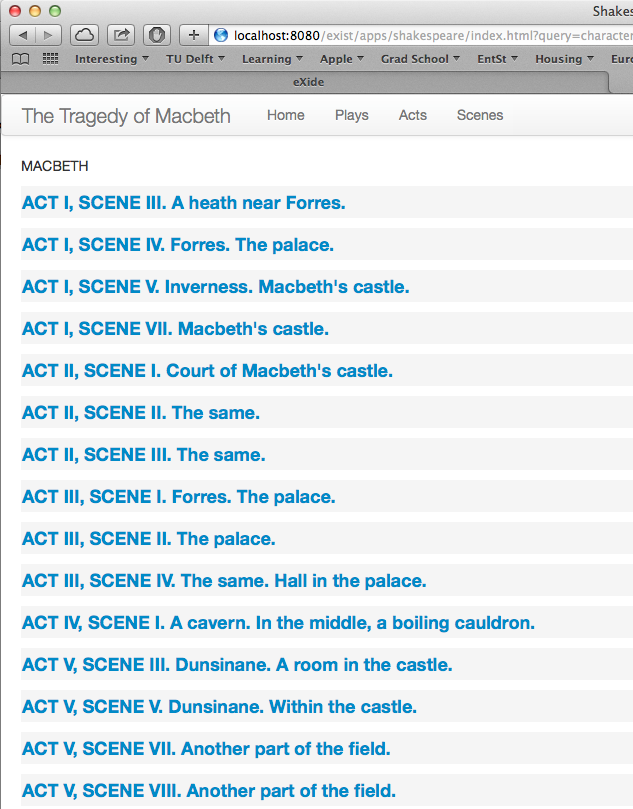 Shakes
localhost:8080/exist/apps/shakespeare/index.html?query=character
Interesting TU Delft Learning Apple Grad School EntSt Housing Euro
eXide
The Tragedy of Macbeth Home Plays Acts Scenes
MACBETH
ACT I, SCENE III. A heath near Forres.
ACT I, SCENE IV. Forres. The palace.
ACT I, SCENE V. Inverness. Macbeth's castle.
ACT I, SCENE VII. Macbeth's castle.
ACT II, SCENE I. Court of Macbeth's castle.
ACT II, SCENE II. The same.
ACT II, SCENE III. The same.
ACT III, SCENE I. Forres. The palace.
ACT III, SCENE II. The palace.
ACT III, SCENE IV. The same. Hall in the palace.
ACT IV, SCENE I. A cavern. In the middle, a boiling cauldron.
ACT V, SCENE III. Dunsinane. A room in the castle.
ACT V, SCENE V. Dunsinane. Within the castle.
ACT V, SCENE VII. Another part of the field.
ACT V, SCENE VIII. Another part of the field.